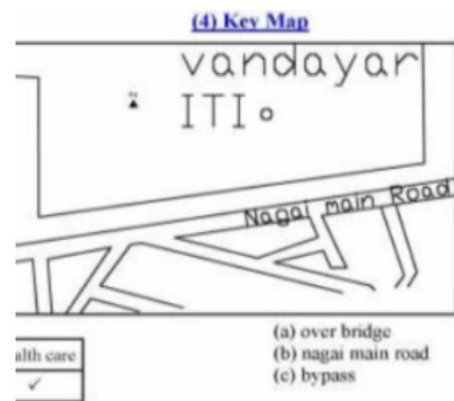 (4) Key Map
vandayar
ITI
Nagai main Road
(a) over bridge
(b) nagai main road
(c) bypass
alth care
✓